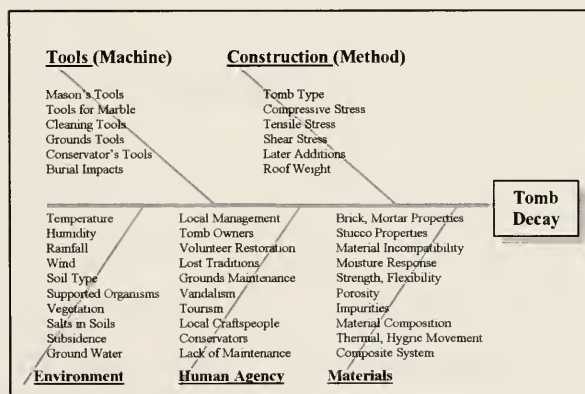 Tools (Machine)
Mason's Tools
Tools for Marble
Cleaning Tools
Grounds Tools
Conservator's Tools
Burial Impacts
Construction (Method)
Tomb Type
Compressive Stress
Tensile Stress
Shear Stress
Later Additions
Roof Weight
Tomb
Decay
Temperature
Humidity
Rainfall
Wind
Soil Type
Supported Organisms
Vegetation
Salts in Soils
Subsidence
Ground Water
Environment
Local Management
Tomb Owners
Volunteer Restoration
Lost Traditions
Grounds Maintenance
Vandalism
Tourism
Local Craftspeople
Conservators
Lack of Maintenance
Human Agency
Brick, Mortar Properties
Stucco Properties
Material Incompatibility
Moisture Response
Strength, Flexibility
Porosity
Impurities
Material Composition
Thermal, Hygric Movement
Composite System
Materials